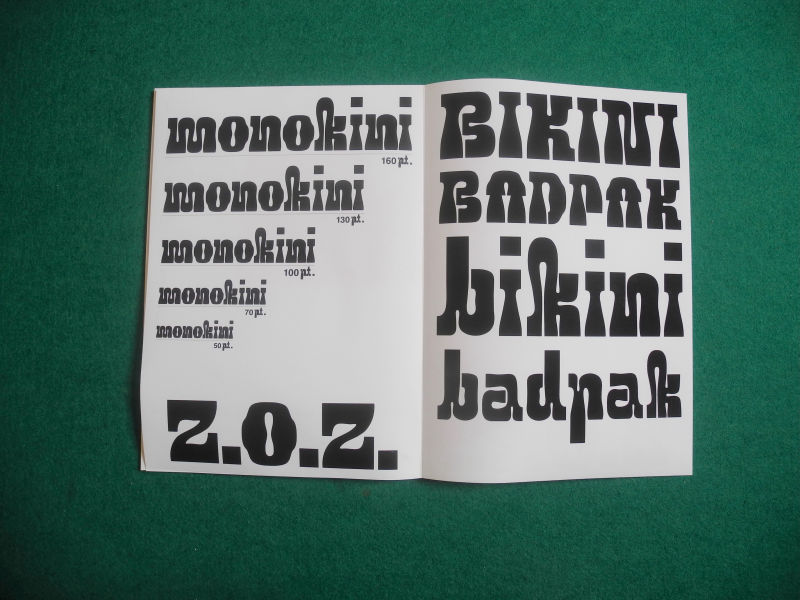 monokini
160 pt.
monokini
130 pt.
monokini
100 pt.
monokini
70 pt.
monokini
50 pt.
Z.O.Z.
BIKINI
BADPAK
bikini
badpak